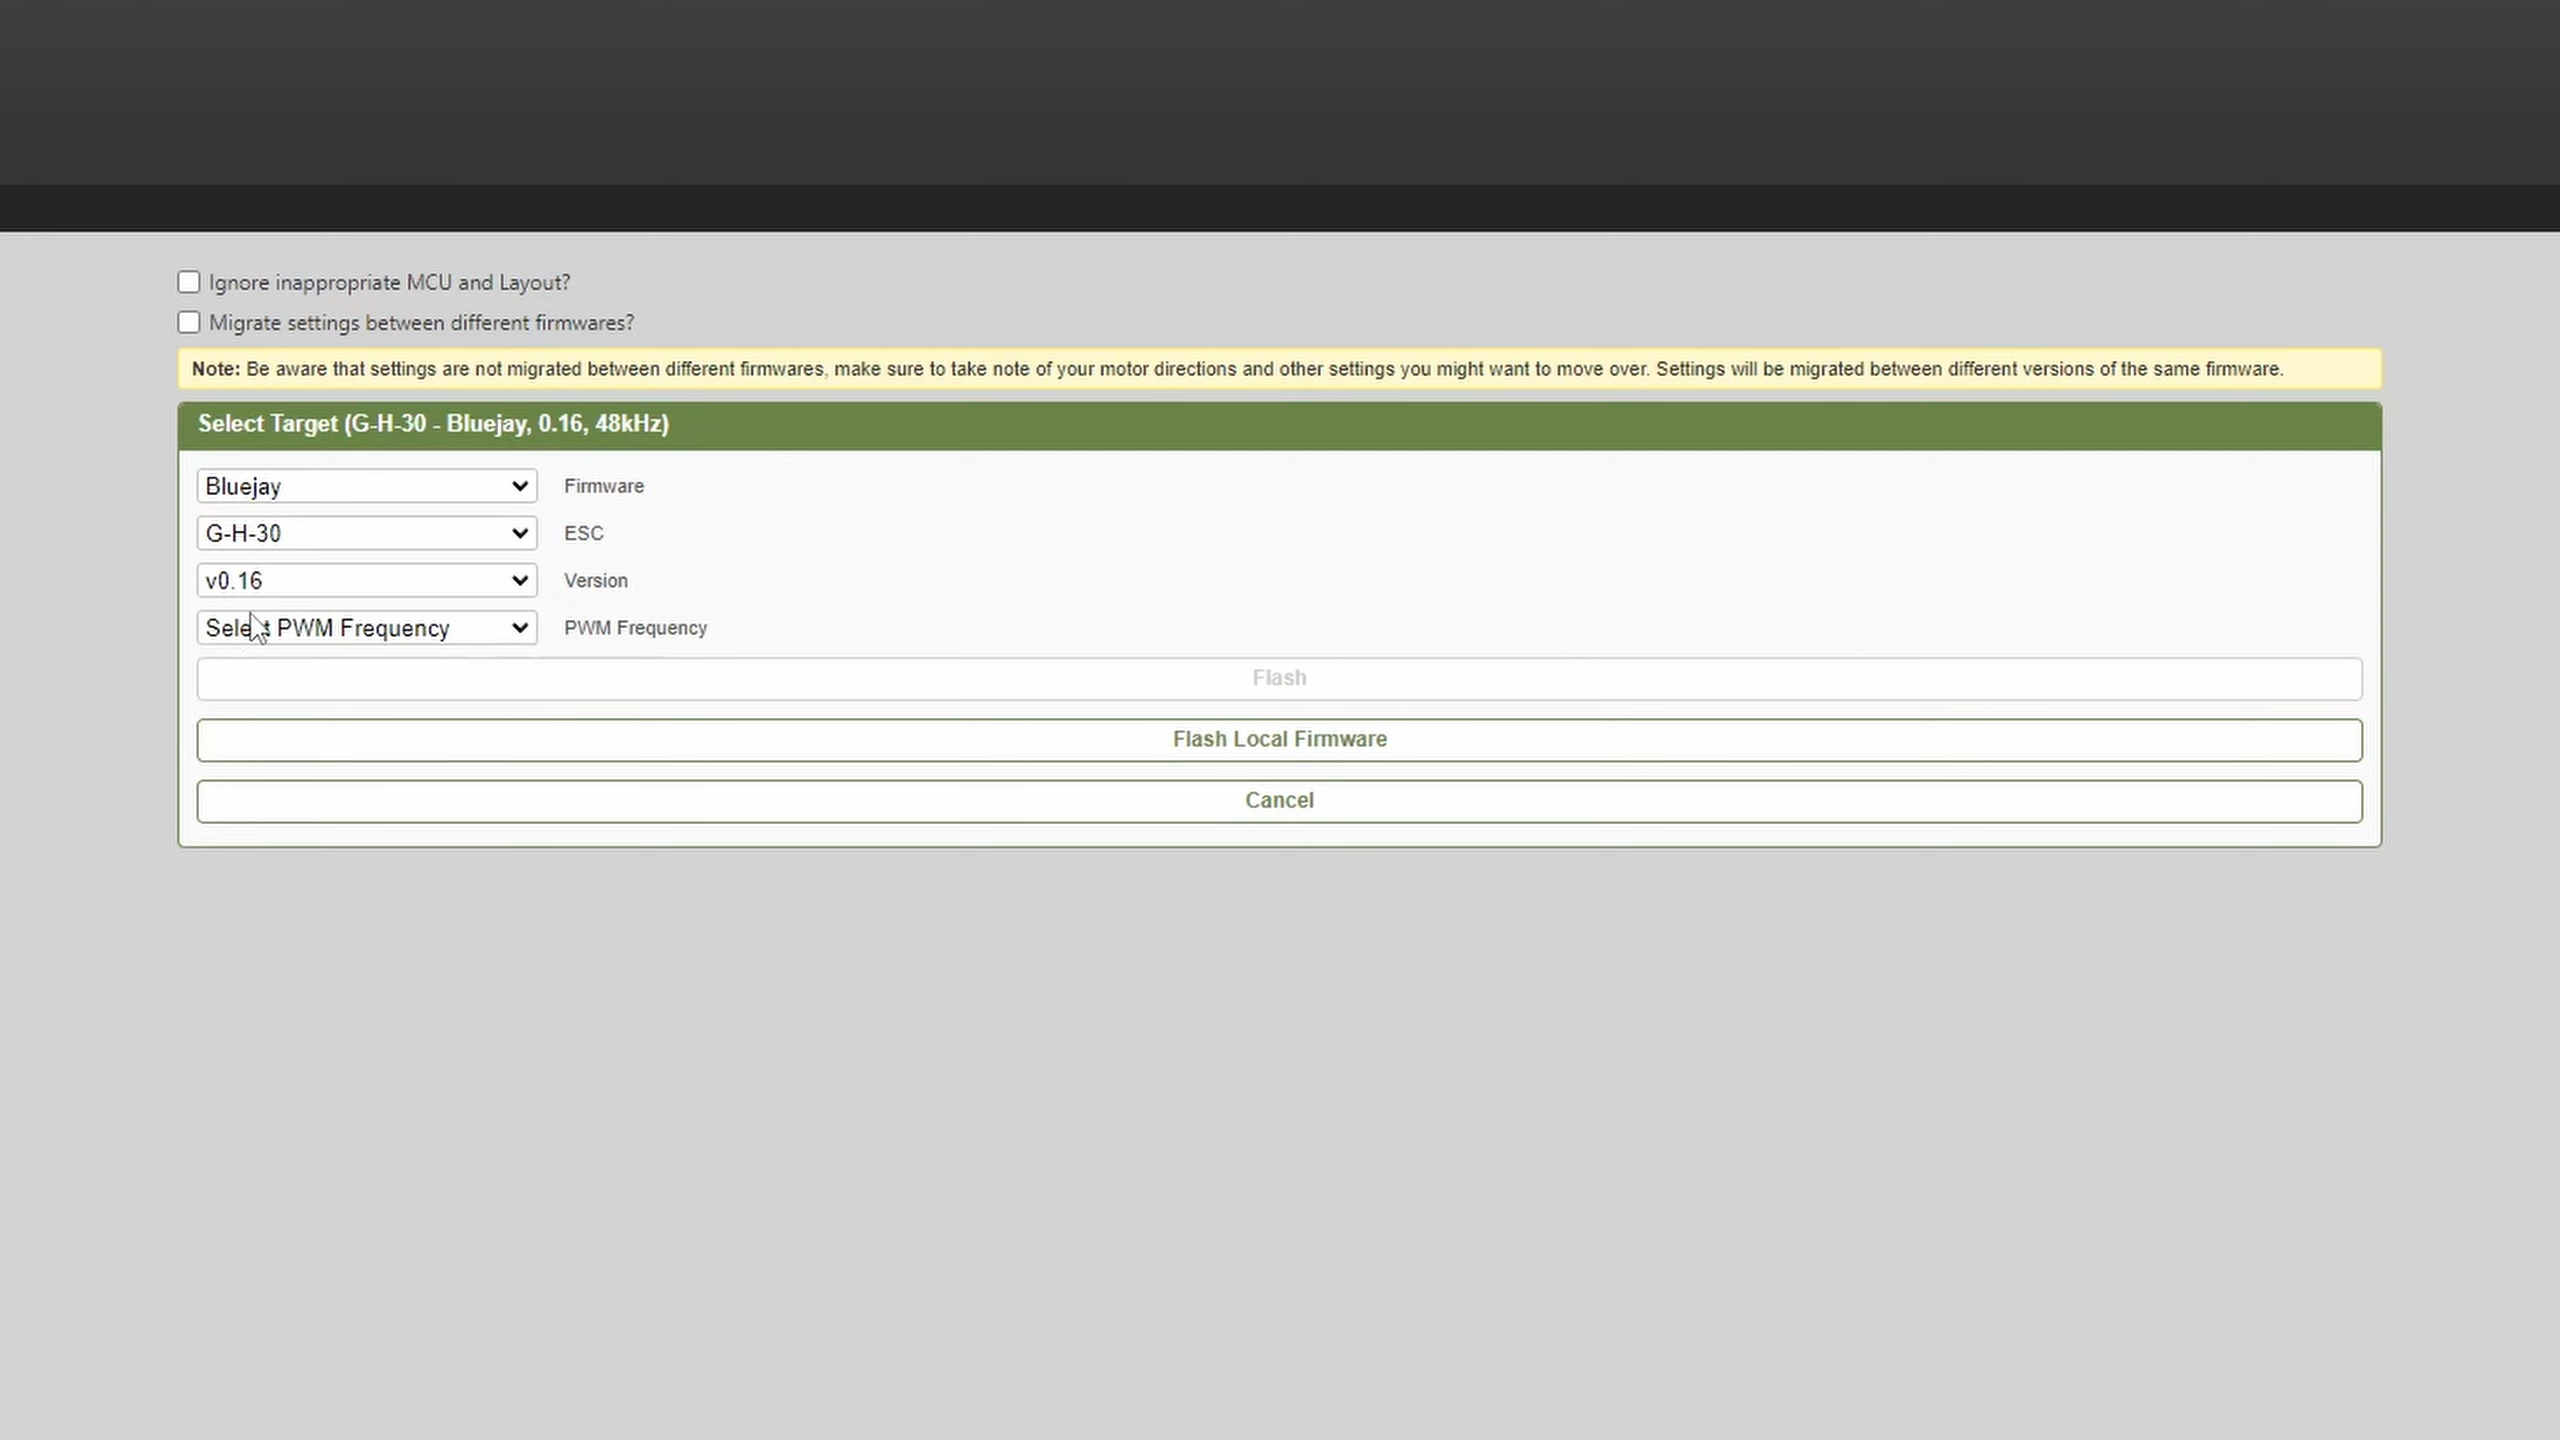 Ignore inappropriate MCU and Layout?
Migrate settings between different firmwares?
Note: Be aware that settings are not migrated between different firmwares, make sure to take note of your motor directions and other settings you might want to move over. Settings will be migrated between different versions of the same firmware.
Select Target (G-H-30 - Bluejay, 0.16, 48kHz)
Bluejay Firmware
G-H-30 ESC
v0.16 Version
Select PWM Frequency PWM Frequency
Flash
Flash Local Firmware
Cancel